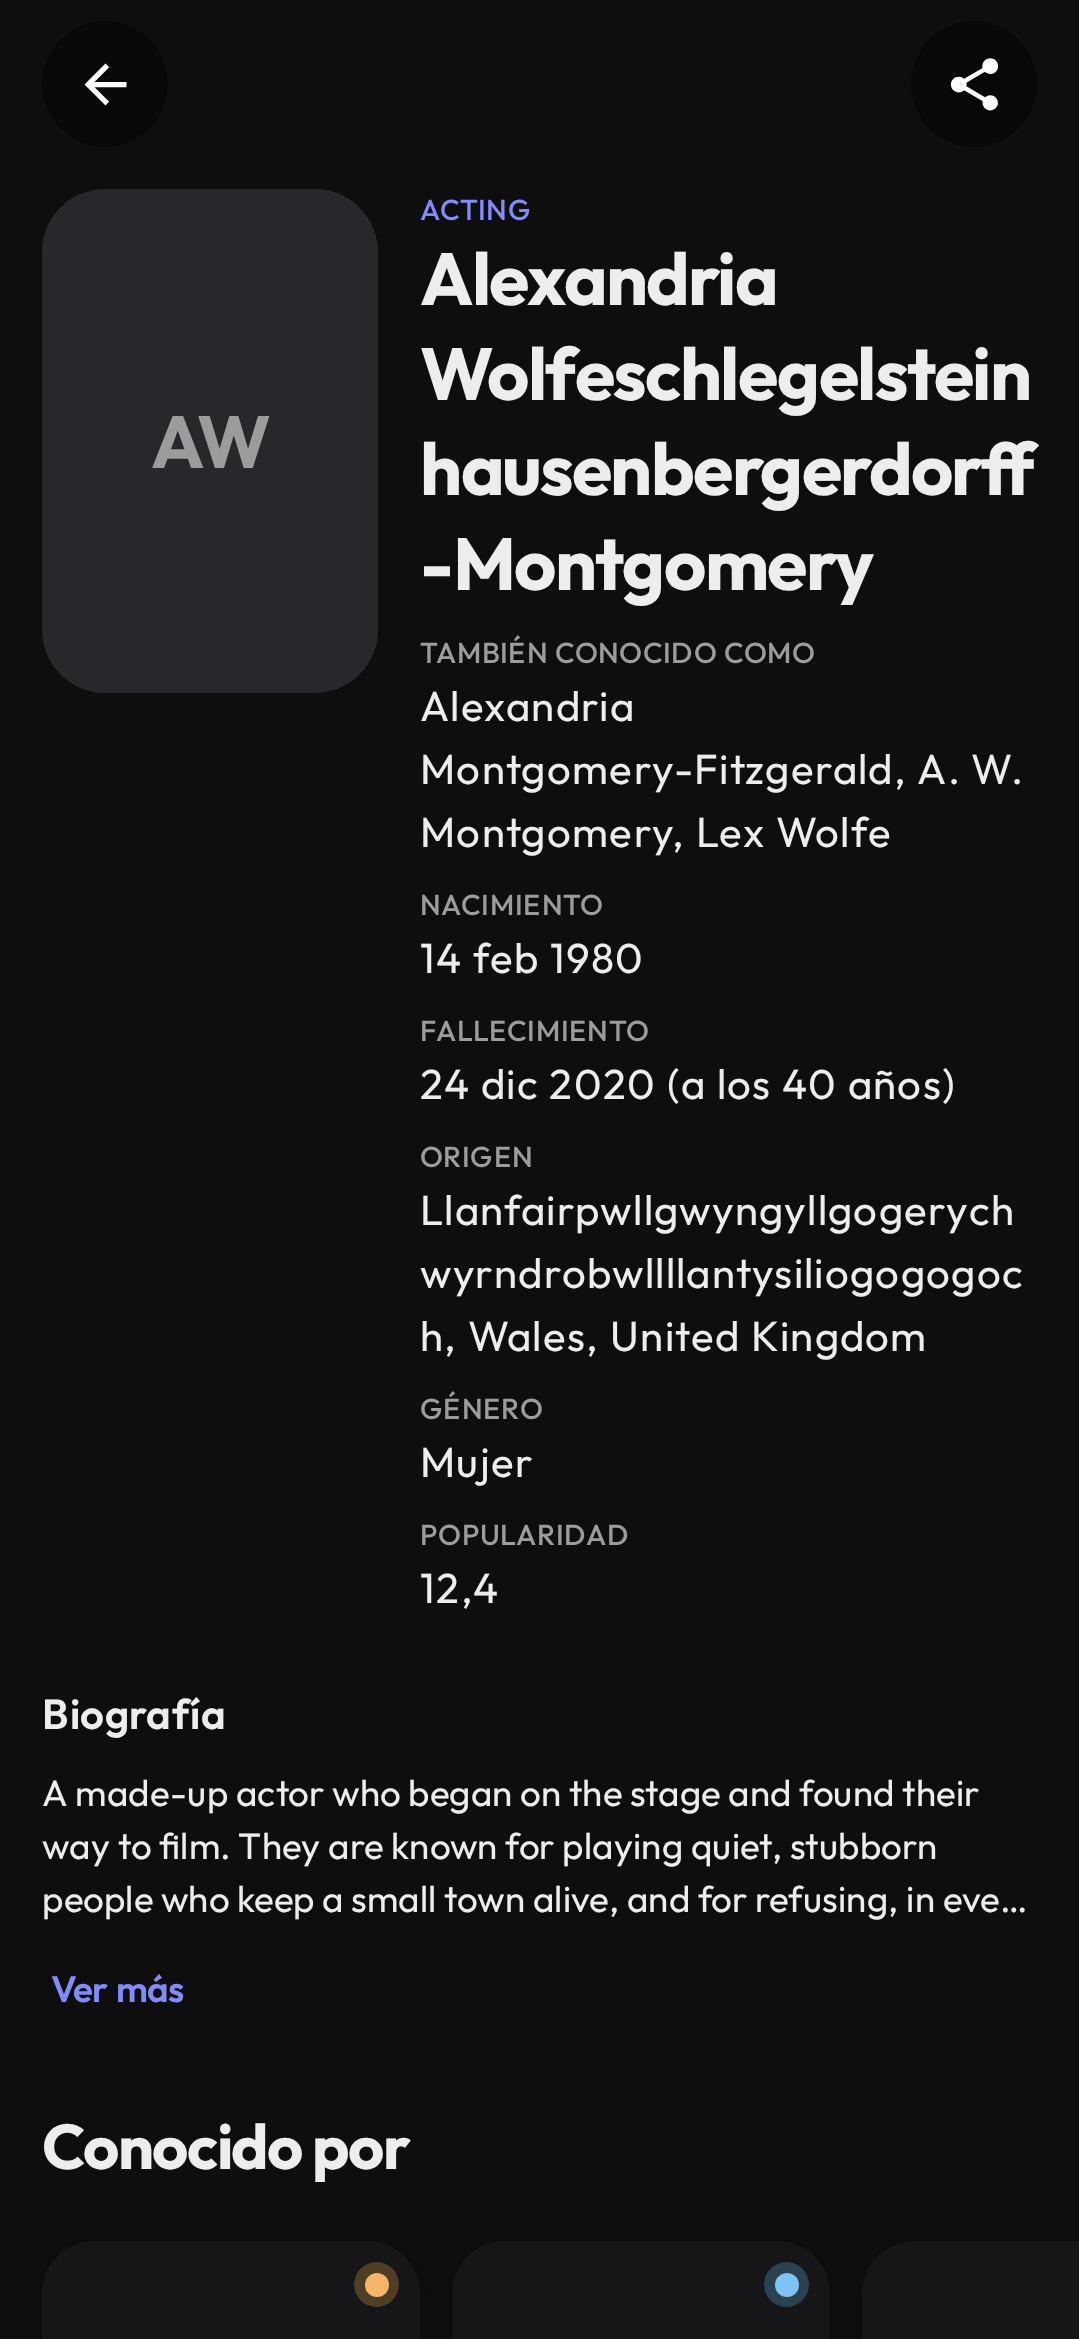 ACTING
Alexandria
Wolfeschlegelstein
hausenbergerdorff
-Montgomery
AW
TAMBIÉN CONOCIDO COMO
Alexandria
Montgomery-Fitzgerald, A. W.
Montgomery, Lex Wolfe
NACIMIENTO
14 feb 1980
FALLECIMIENTO
24 dic 2020 (a los 40 años)
ORIGEN
Llanfairpwllgwyngyllgogerych
wyrndrobwllllantysiliogogogoc
h, Wales, United Kingdom
GÉNERO
Mujer
POPULARIDAD
12,4
Biografía
A made-up actor who began on the stage and found their
way to film. They are known for playing quiet, stubborn
people who keep a small town alive, and for refusing, in eve…
Ver más
Conocido por